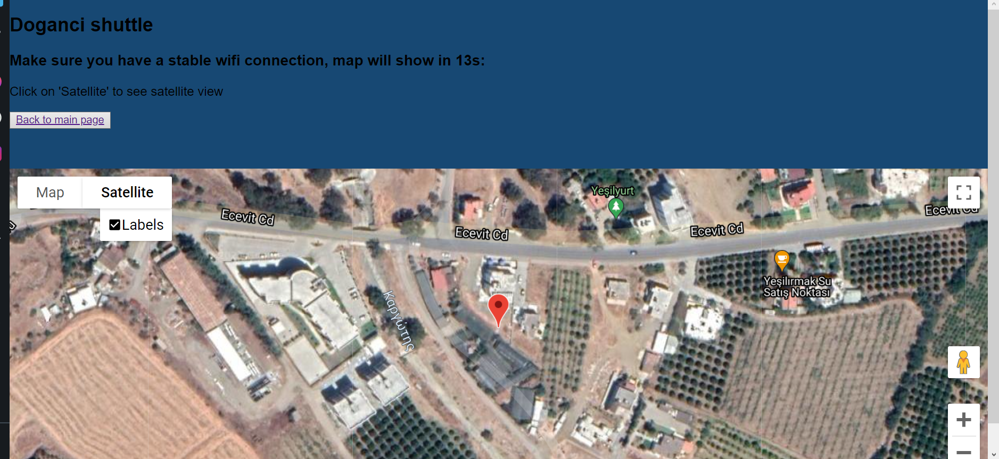 Doganci shuttle
Make sure you have a stable wifi connection, map will show in 13s:
Click on 'Satellite' to see satellite view
Back to main page
Map
Satellite
Labels
Yeşilyurt
Ecevit Cd
Ecevit Cd
Ecevit Cd
Ecevit Cd
Yeşilırmak Su
Satış Noktası
Καργώτης